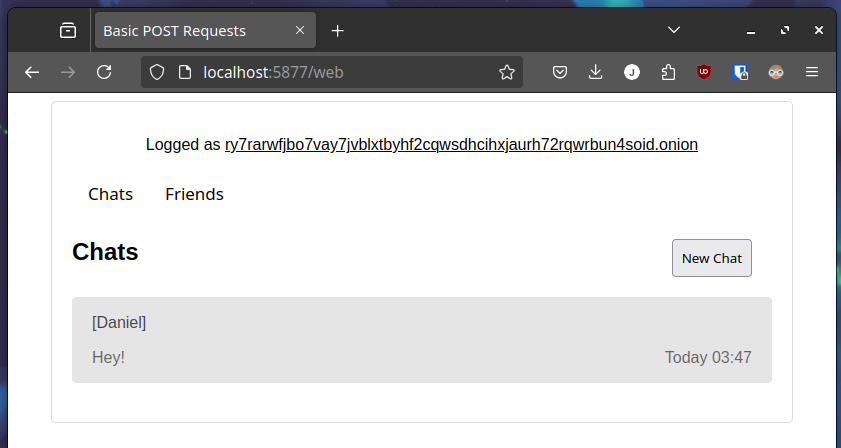 Basic POST Requests
localhost:5877/web
Logged as ry7rarwfjbo7vay7jvblxtbyhf2cqwsdhcihxjaurh72rqwrbun4soid.onion
Chats Friends
Chats
New Chat
[Daniel]
Hey! Today 03:47